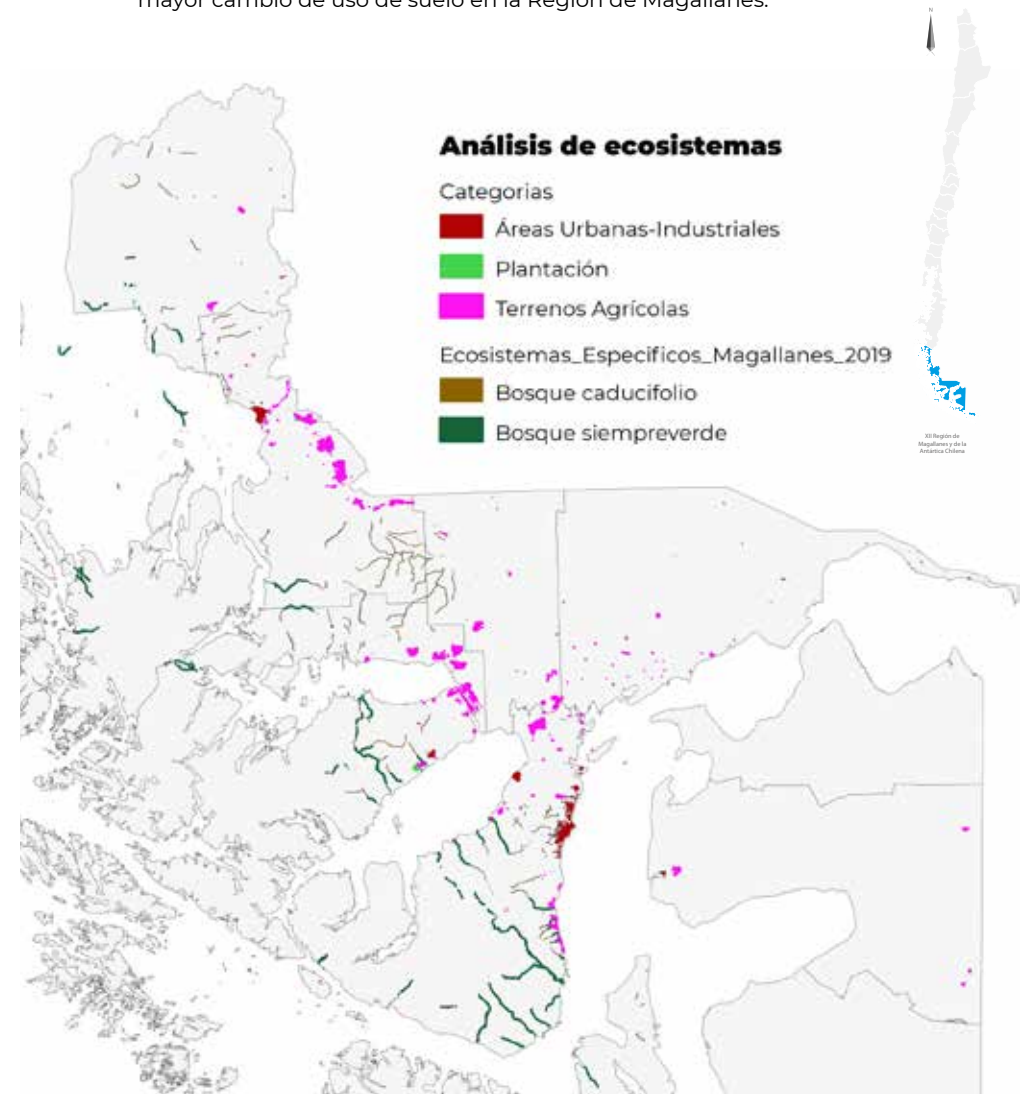 mayor cambio de uso de suelo en la Región de Magallanes.
N
Análisis de ecosistemas
Categorias
Áreas Urbanas-Industriales
Plantación
Terrenos Agrícolas
Ecosistemas_Especificos_Magallanes_2019
Bosque caducifolio
Bosque siempreverde
XII Región de
Magallanes y de la
Antártica Chilena